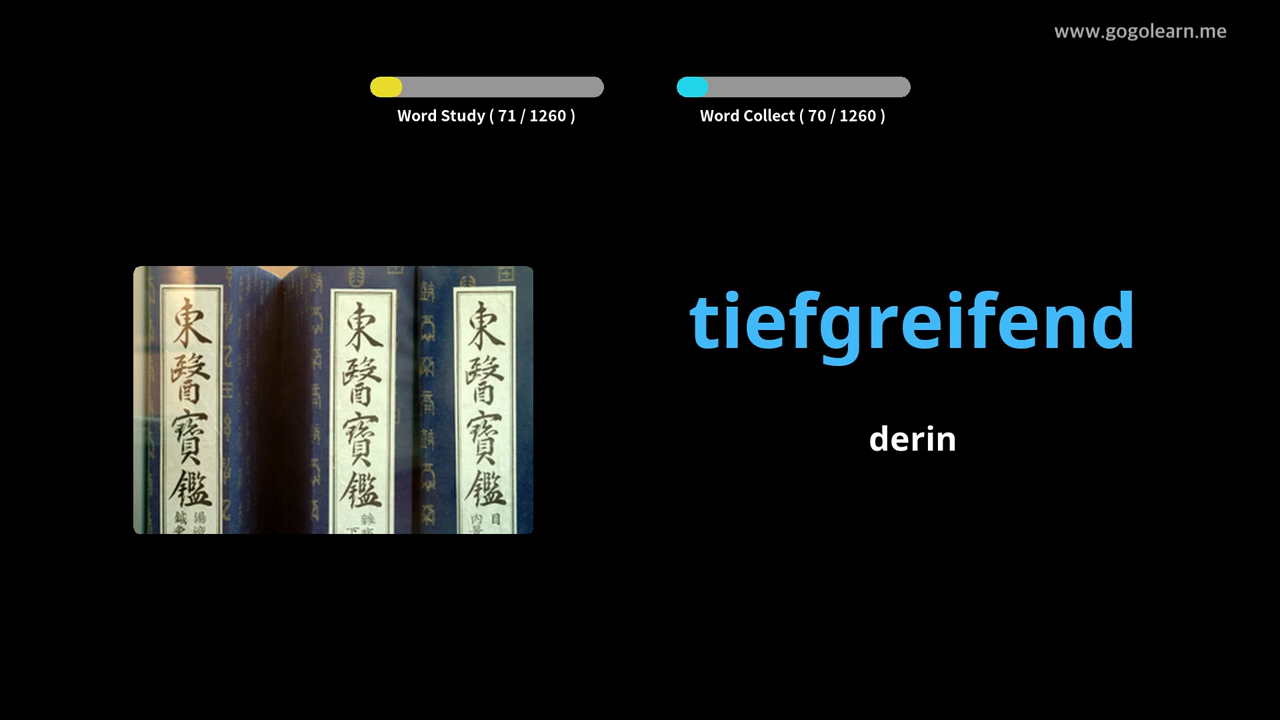 www.gogolearn.me
Word Study ( 71 / 1260 )
Word Collect ( 70 / 1260 )
東醫寶鑑
東醫寶鑑
東醫寶鑑
tiefgreifend
derin